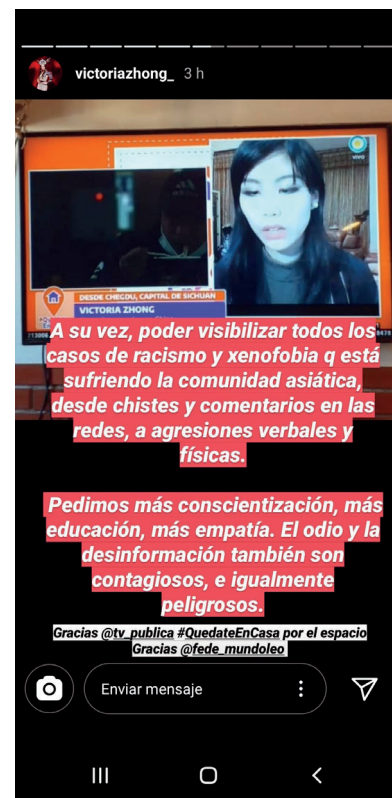 victoriazhong_ 3 h
VIVO
DESDE CHEGDU, CAPITAL DE SICHUAN
VICTORIA ZHONG
A su vez, poder visibilizar todos los
casos de racismo y xenofobia q está
sufriendo la comunidad asiática,
desde chistes y comentarios en las
redes, a agresiones verbales y
físicas.
Pedimos más conscientización, más
educación, más empatía. El odio y la
desinformación también son
contagiosos, e igualmente
peligrosos.
Gracias @tv_publica #QuedateEnCasa por el espacio
Gracias @fede_mundoleo
Enviar mensaje